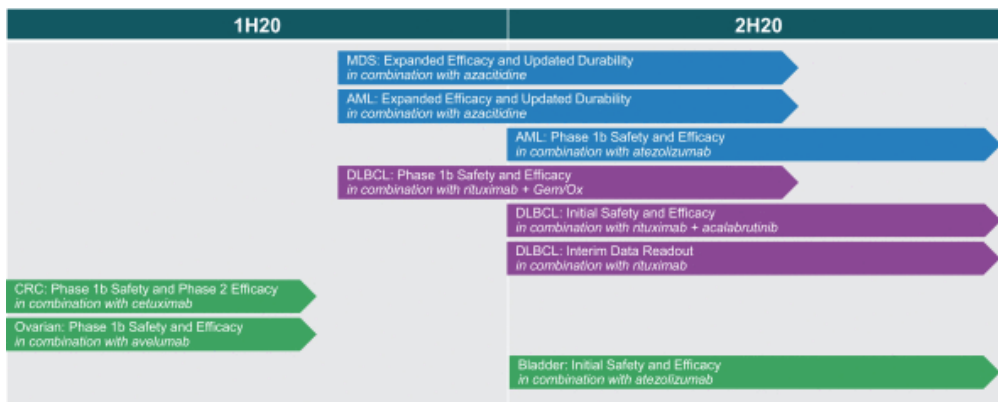 1H20
2H20
MDS: Expanded Efficacy and Updated Durability
in combination with azacitidine
AML: Expanded Efficacy and Updated Durability
in combination with azacitidine
AML: Phase 1b Safety and Efficacy
in combination with atezolizumab
DLBCL: Phase 1b Safety and Efficacy
in combination with rituximab + Gem/Ox
DLBCL: Initial Safety and Efficacy
in combination with rituximab + acalabrutinib
DLBCL: Interim Data Readout
in combination with rituximab
CRC: Phase 1b Safety and Phase 2 Efficacy
in combination with cetuximab
Ovarian: Phase 1b Safety and Efficacy
in combination with avelumab
Bladder: Initial Safety and Efficacy
in combination with atezolizumab